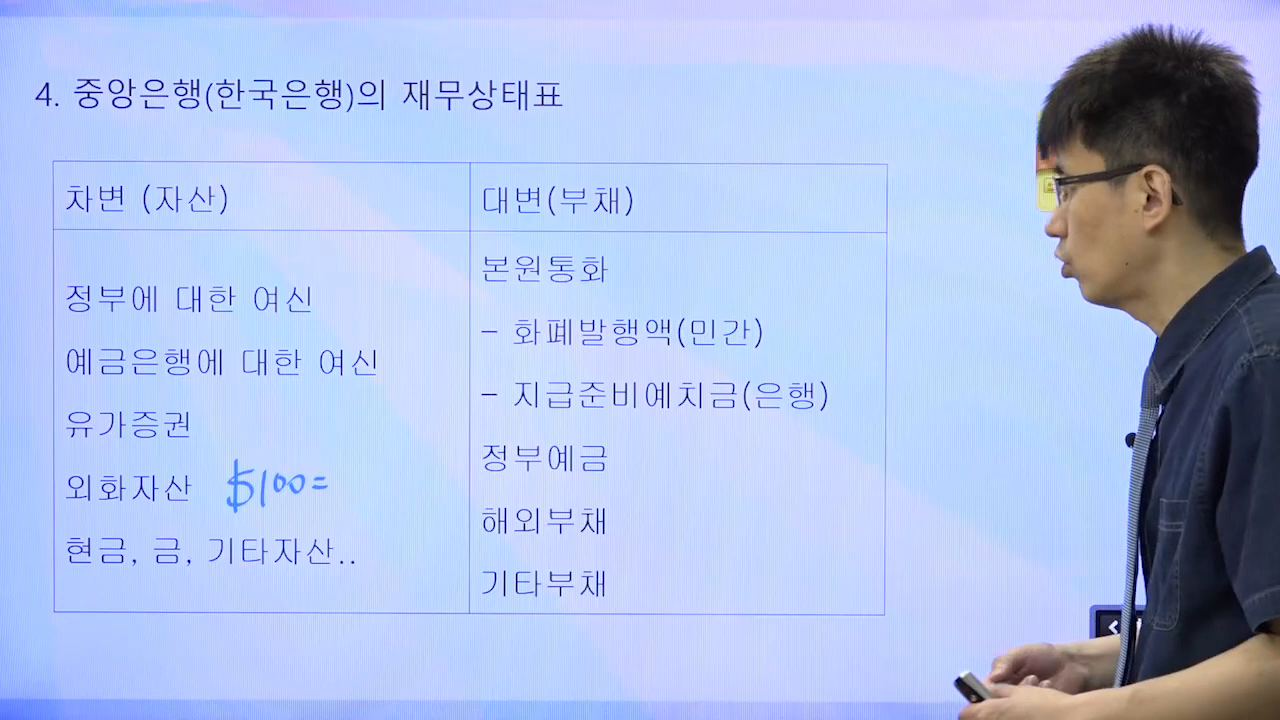 4. 중앙은행(한국은행)의 재무상태표
차변 (자산)
대변(부채)
정부에 대한 여신
예금은행에 대한 여신
유가증권
외화자산 $100=
현금, 금, 기타자산..
본원통화
- 화폐발행액(민간)
- 지급준비예치금(은행)
정부예금
해외부채
기타부채